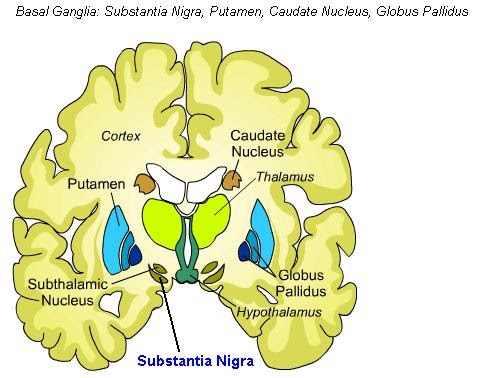 Basal Ganglia: Substantia Nigra, Putamen, Caudate Nucleus, Globus Pallidus
Cortex
Caudate
Nucleus
Thalamus
Putamen
Subthalamic
Nucleus
Globus
Pallidus
Hypothalamus
Substantia Nigra